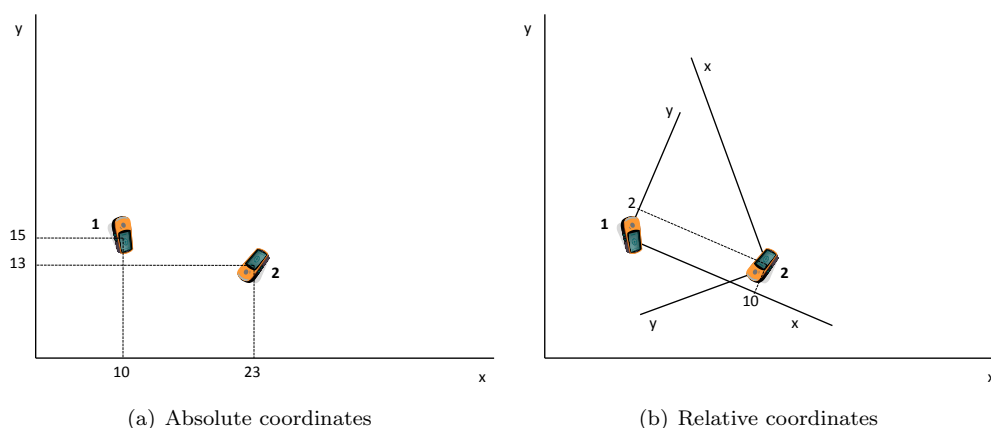 y
1
15
13
2
10
23
x
(a) Absolute coordinates
y
x
y
2
1
2
10
y
x
x
(b) Relative coordinates